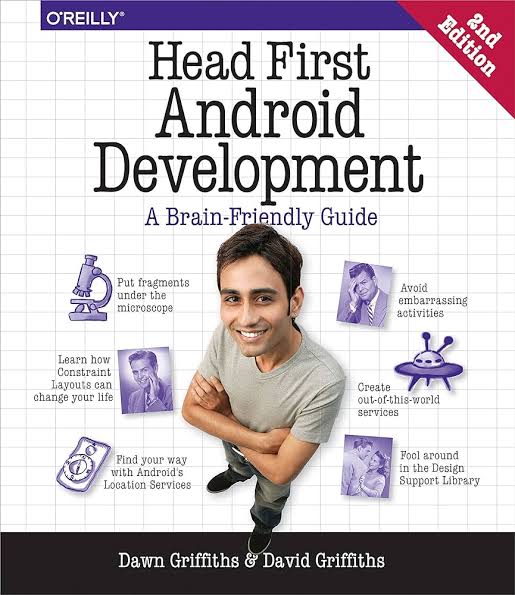 O'REILLY®
2nd
Edition
Head First
Android
Development
A Brain-Friendly Guide
Put fragments
under the
microscope
Avoid
embarrassing
activities
Learn how
Constraint
Layouts can
change your life
Create
out-of-this-world
services
Find your way
with Android's
Location Services
Fool around
in the Design
Support Library
Dawn Griffiths & David Griffiths